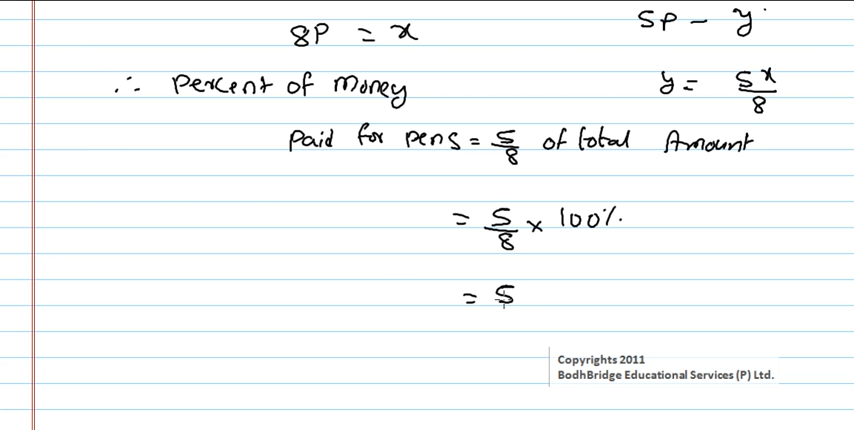 8P = x
5P – y
∴ Percent of money
y = 5x/8
Paid for pens = 5/8 of total Amount
= 5/8 × 100%
= 5
Copyrights 2011
BodhBridge Educational Services (P) Ltd.